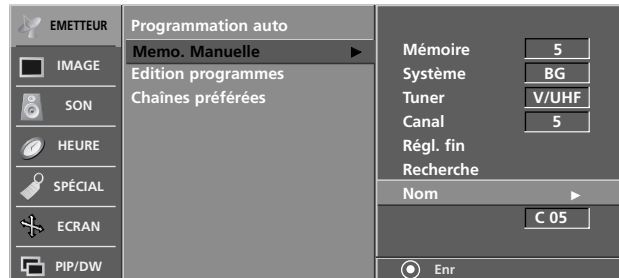 EMETTEUR
IMAGE
SON
HEURE
SPÉCIAL
ECRAN
PIP/DW
Programmation auto
Memo. Manuelle ►
Edition programmes
Chaînes préférées
Mémoire 5
Système BG
Tuner V/UHF
Canal 5
Régl. fin
Recherche
Nom ►
C 05
Enr